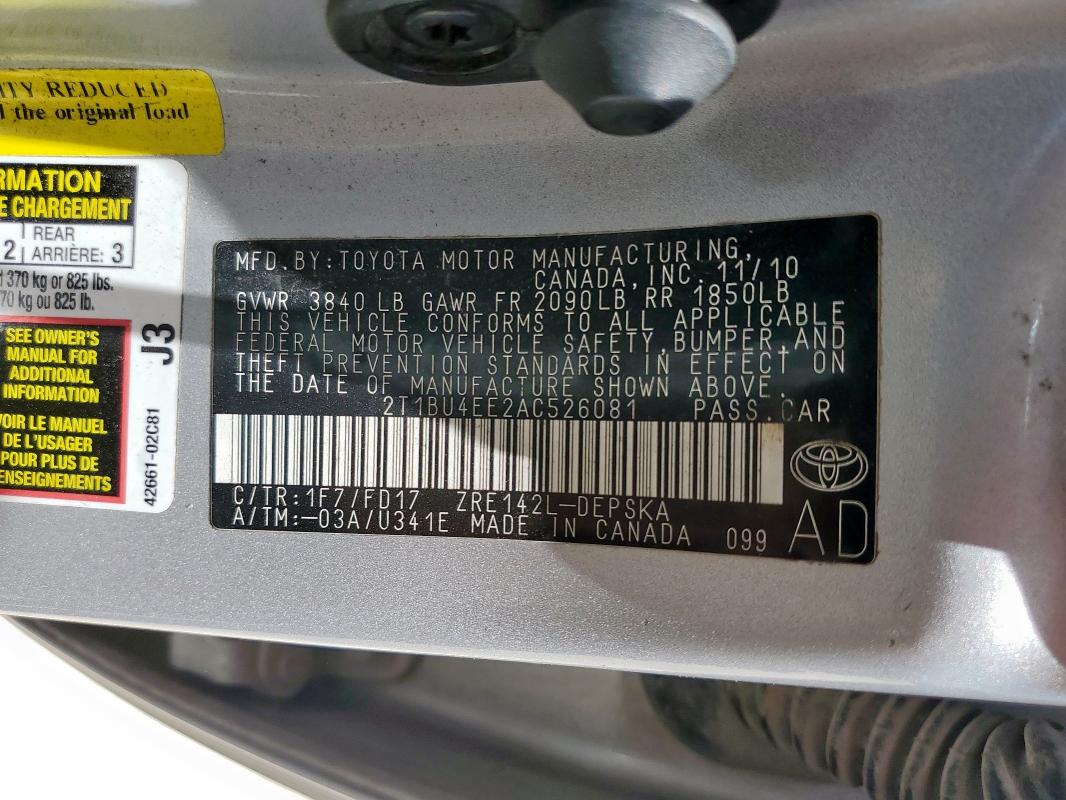 ITY REDUCED
the original load
RMATION
E CHARGEMENT
1 REAR
2 ARRIÈRE: 3
370 kg or 825 lbs.
70 kg ou 825 lb.
SEE OWNER'S
MANUAL FOR
ADDITIONAL
INFORMATION
VOIR LE MANUEL
DE L'USAGER
POUR PLUS DE
ENSEIGNEMENTS
J3
42661-02C81
MFD.BY:TOYOTA MOTOR MANUFACTURING,
CANADA, INC. 11/10
GVWR 3840 LB GAWR FR 2090LB, RR 1850LB
THIS VEHICLE CONFORMS TO ALL APPLICABLE
FEDERAL MOTOR VEHICLE SAFETY, BUMPER, AND
THEFT PREVENTION STANDARDS IN EFFECT ON
THE DATE OF MANUFACTURE SHOWN ABOVE.
2T1BU4EE2AC526081 PASS.CAR
C/TR:1F7/FD17 ZRE142L-DEPSKA
A/TM:-03A/U341E MADE IN CANADA 099 AD